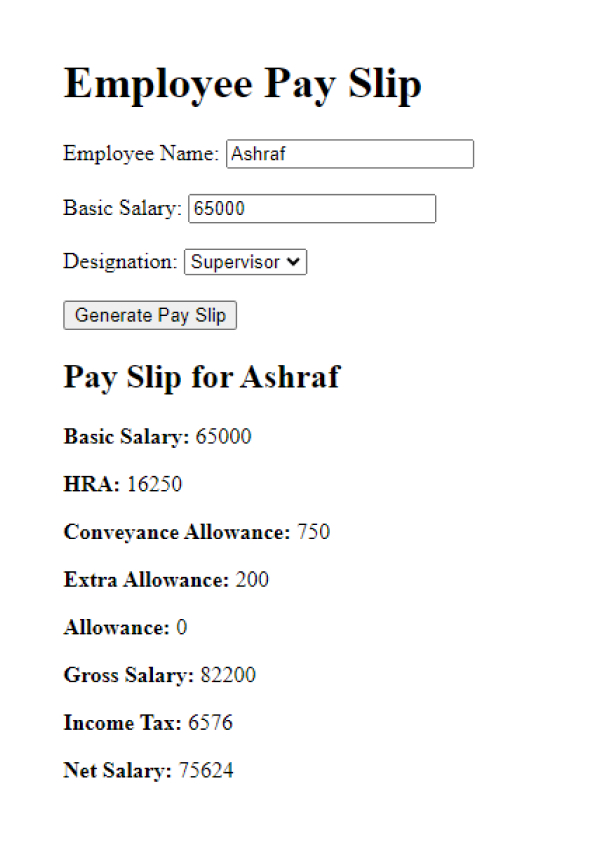 Employee Pay Slip
Employee Name: Ashraf
Basic Salary: 65000
Designation: Supervisor
Generate Pay Slip
Pay Slip for Ashraf
Basic Salary: 65000
HRA: 16250
Conveyance Allowance: 750
Extra Allowance: 200
Allowance: 0
Gross Salary: 82200
Income Tax: 6576
Net Salary: 75624